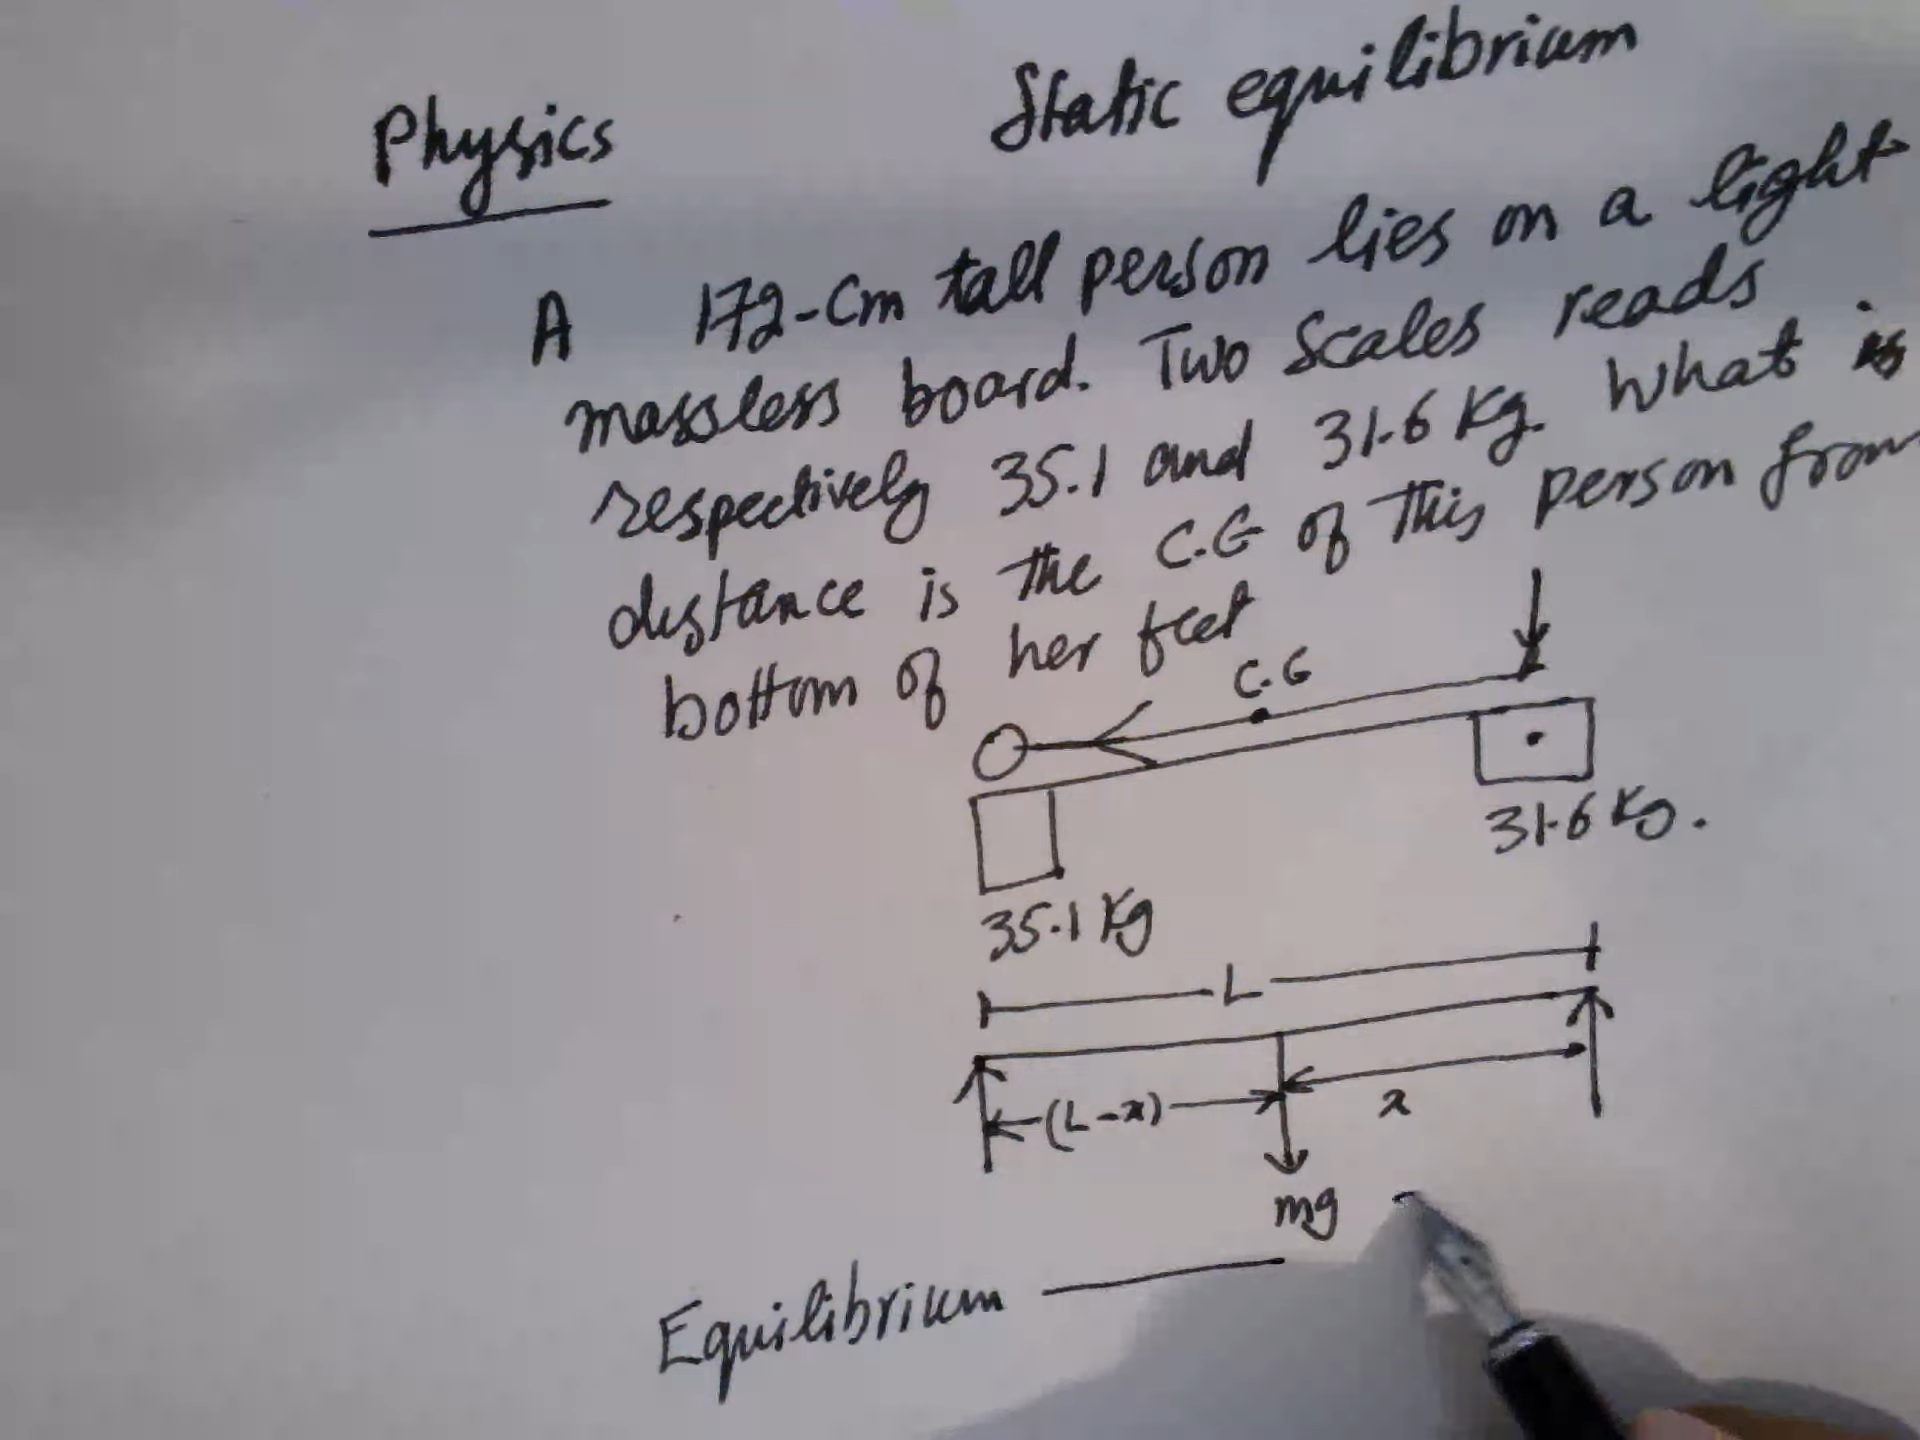 Physics
Static equilibrium
A 172-Cm tall person lies on a light
massless board. Two Scales reads
respectively 35.1 and 31.6 Kg. What is
distance is the C.G of This person from
bottom of her feet
C.G
31.6 Kg.
35.1 Kg
L
(L-x)
x
mg
Equilibrium